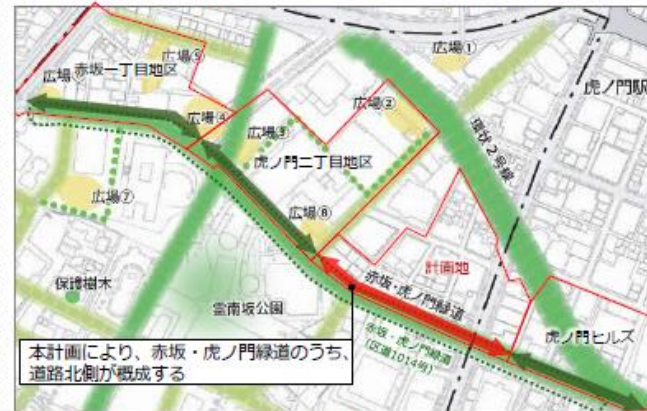 広場①
広場⑤
赤坂一丁目地区
広場
虎ノ門駅
広場②
広場④
広場③
環状２号線
虎ノ門二丁目地区
広場⑦
広場⑧
計画地
赤坂・虎ノ門緑道
保護樹木
霊南坂公園
虎ノ門ヒルズ
赤坂・虎ノ門緑道
(区道1014号)
本計画により、赤坂・虎ノ門緑道のうち、
道路北側が概成する